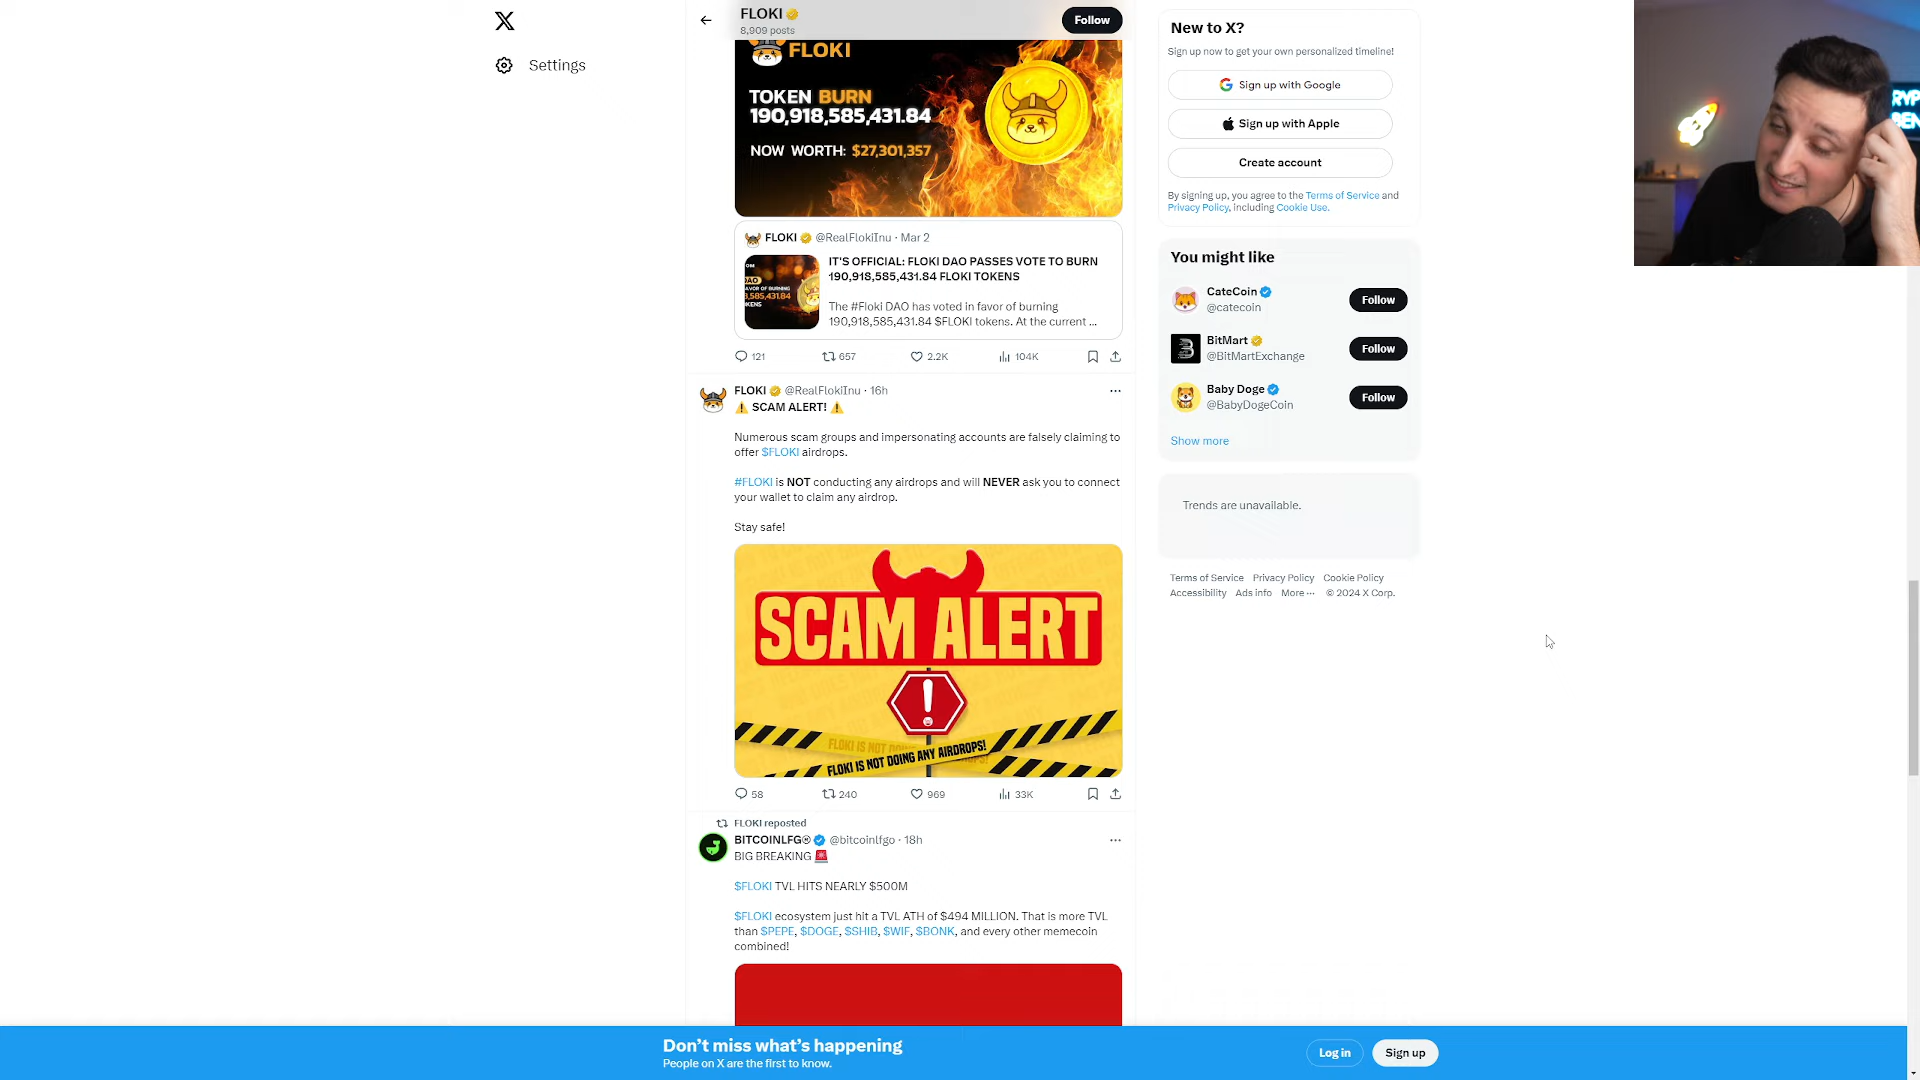 Settings
FLOKI
8,909 posts
Follow
FLOKI
TOKEN BURN
190,918,585,431.84
NOW WORTH: $27,301,357
FLOKI @RealFlokiInu · Mar 2
IT'S OFFICIAL: FLOKI DAO PASSES VOTE TO BURN
190,918,585,431.84 FLOKI TOKENS
The #Floki DAO has voted in favor of burning
190,918,585,431.84 $FLOKI tokens. At the current ...
121 657 2.2K 104K
FLOKI @RealFlokiInu · 16h
⚠️ SCAM ALERT! ⚠️
Numerous scam groups and impersonating accounts are falsely claiming to
offer $FLOKI airdrops.
#FLOKI is NOT conducting any airdrops and will NEVER ask you to connect
your wallet to claim any airdrop.
Stay safe!
SCAM ALERT
!
FLOKI IS NOT DOING ANY AIRDROPS!
FLOKI IS NOT DOING ANY AIRDROPS!
58 240 969 33K
FLOKI reposted
BITCOINLFG® @bitcoinlfgo · 18h
BIG BREAKING 🚨
$FLOKI TVL HITS NEARLY $500M
$FLOKI ecosystem just hit a TVL ATH of $494 MILLION. That is more TVL
than $PEPE, $DOGE, $SHIB, $WIF, $BONK, and every other memecoin
combined!
New to X?
Sign up now to get your own personalized timeline!
Sign up with Google
Sign up with Apple
Create account
By signing up, you agree to the Terms of Service and
Privacy Policy, including Cookie Use.
You might like
CateCoin
@catecoin
Follow
BitMart
@BitMartExchange
Follow
Baby Doge
@BabyDogeCoin
Follow
Show more
Trends are unavailable.
Terms of Service Privacy Policy Cookie Policy
Accessibility Ads info More ··· © 2024 X Corp.
Don't miss what's happening
People on X are the first to know.
Log in
Sign up